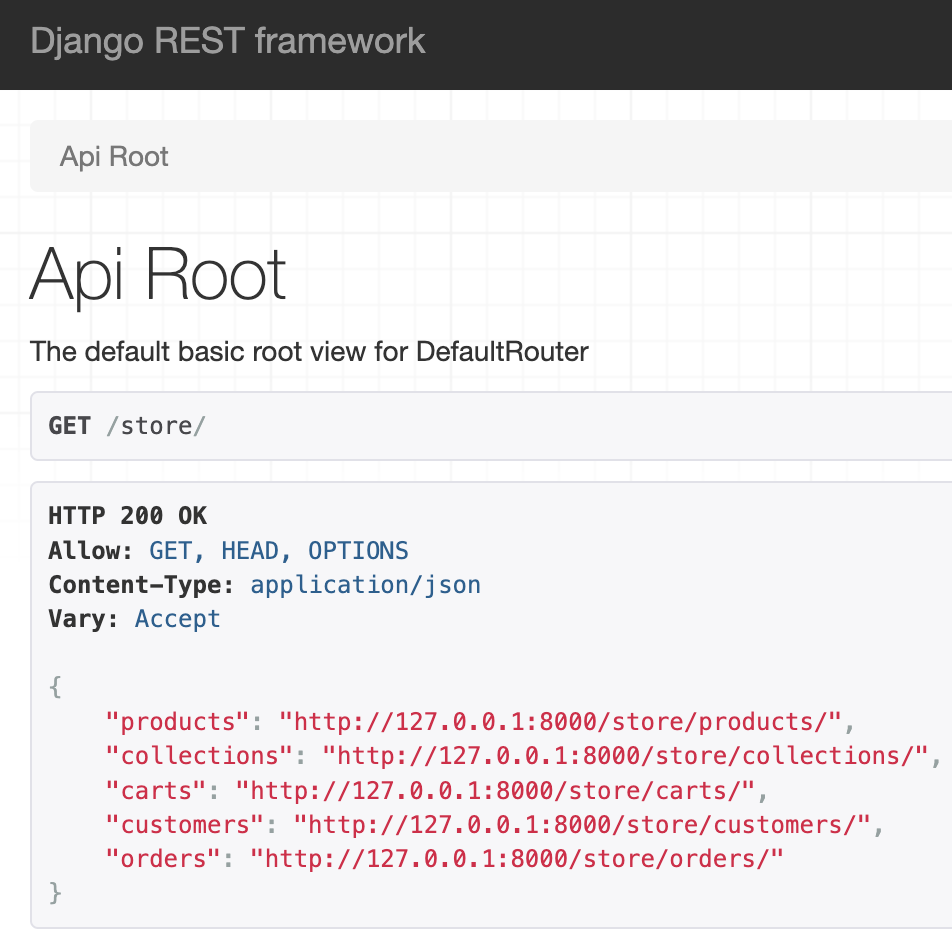 Django REST framework
Api Root
Api Root
The default basic root view for DefaultRouter
GET /store/
HTTP 200 OK
Allow: GET, HEAD, OPTIONS
Content-Type: application/json
Vary: Accept
{
    "products": "http://127.0.0.1:8000/store/products/",
    "collections": "http://127.0.0.1:8000/store/collections/",
    "carts": "http://127.0.0.1:8000/store/carts/",
    "customers": "http://127.0.0.1:8000/store/customers/",
    "orders": "http://127.0.0.1:8000/store/orders/"
}